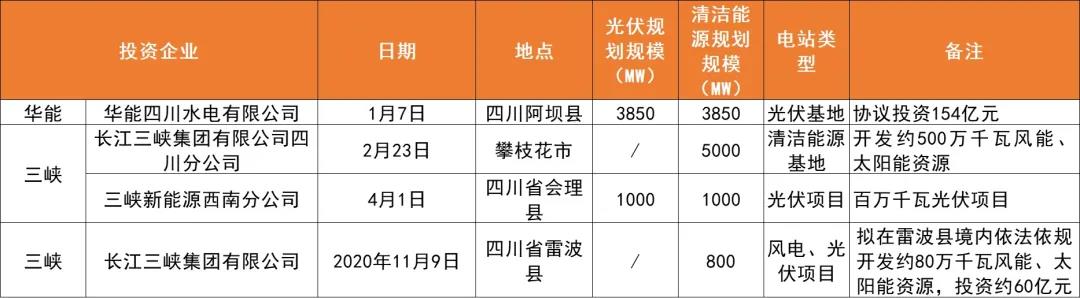 投资企业 日期 地点 光伏规划规模（MW） 清洁能源规划规模（MW） 电站类型 备注
华能 华能四川水电有限公司 1月7日 四川阿坝县 3850 3850 光伏基地 协议投资154亿元
三峡 长江三峡集团有限公司四川分公司 2月23日 攀枝花市 / 5000 清洁能源基地 开发约500万千瓦风能、太阳能资源
三峡新能源西南分公司 4月1日 四川省会理县 1000 1000 光伏项目 百万千瓦光伏项目
三峡 长江三峡集团有限公司 2020年11月9日 四川省雷波县 / 800 风电、光伏项目 拟在雷波县境内依法依规开发约80万千瓦风能、太阳能资源，投资约60亿元